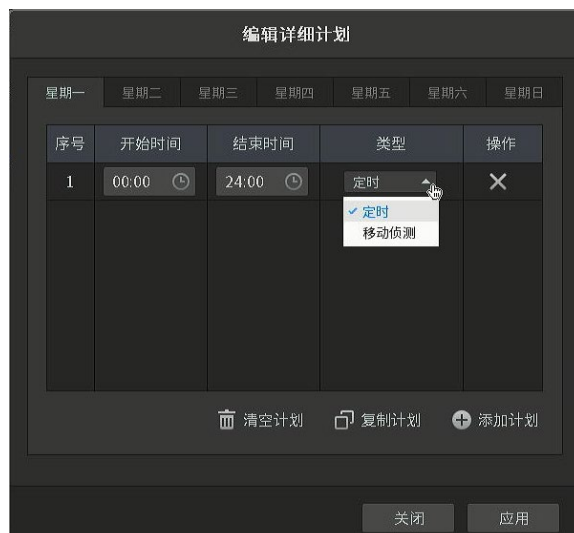 编辑详细计划
星期一 星期二 星期三 星期四 星期五 星期六 星期日
序号 开始时间 结束时间 类型 操作
1 00:00 24:00 定时
定时
移动侦测
清空计划 复制计划 添加计划
关闭 应用